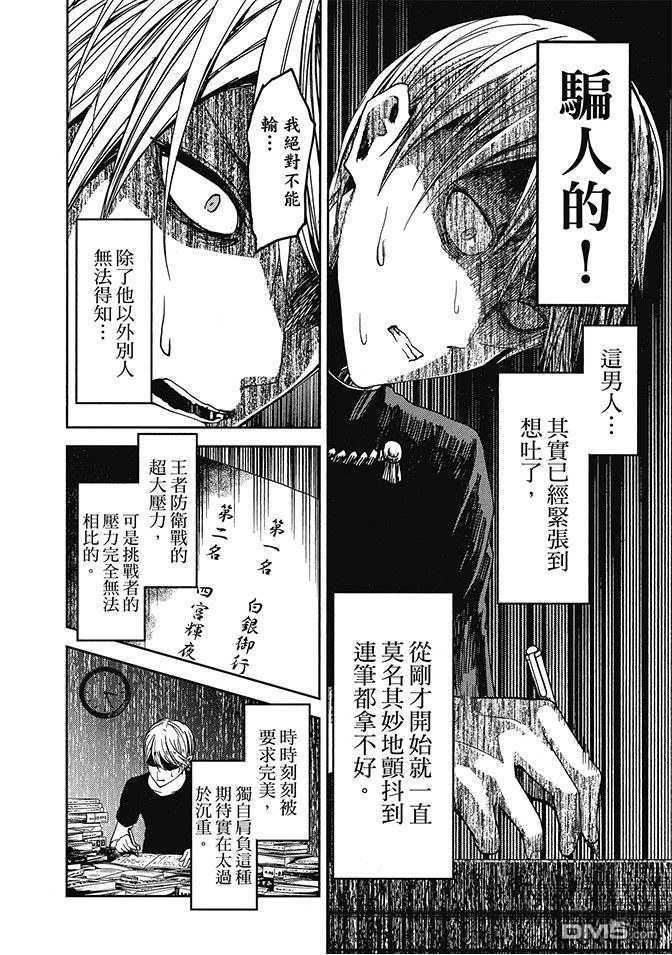 騙人的！
這男人…
其實已經緊張到
想吐了，
從剛才開始就一直
莫名其妙地顫抖到
連筆都拿不好。
我絕對不能
輸…
除了他以外別人
無法得知…
第一名 白銀御行
第二名 四宮輝夜
王者防衛戰的
超大壓力，
可是挑戰者的
壓力完全無法
相比的。
時時刻刻被
要求完美，
獨自肩負這種
期待實在太過
於沉重。